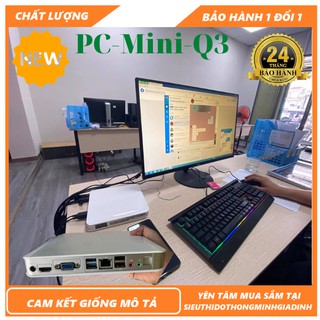 CHẤT LƯỢNG
BẢO HÀNH 1 ĐỔI 1
NEW
PC-Mini-Q3
24+
THÁNG
BẢO HÀNH
CAM KẾT GIỐNG MÔ TẢ
YÊN TÂM MUA SẮM TẠI
SIEUTHIDOTHONGMINHGIADINH